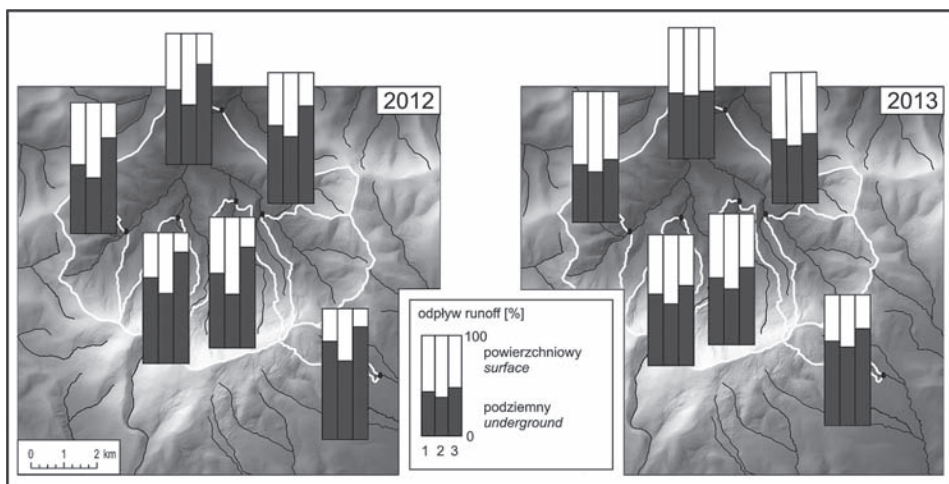 2012
2013
odpływ runoff [%]
100
powierzchniowy
surface
podziemny
underground
0
1 2 3
0 1 2 km